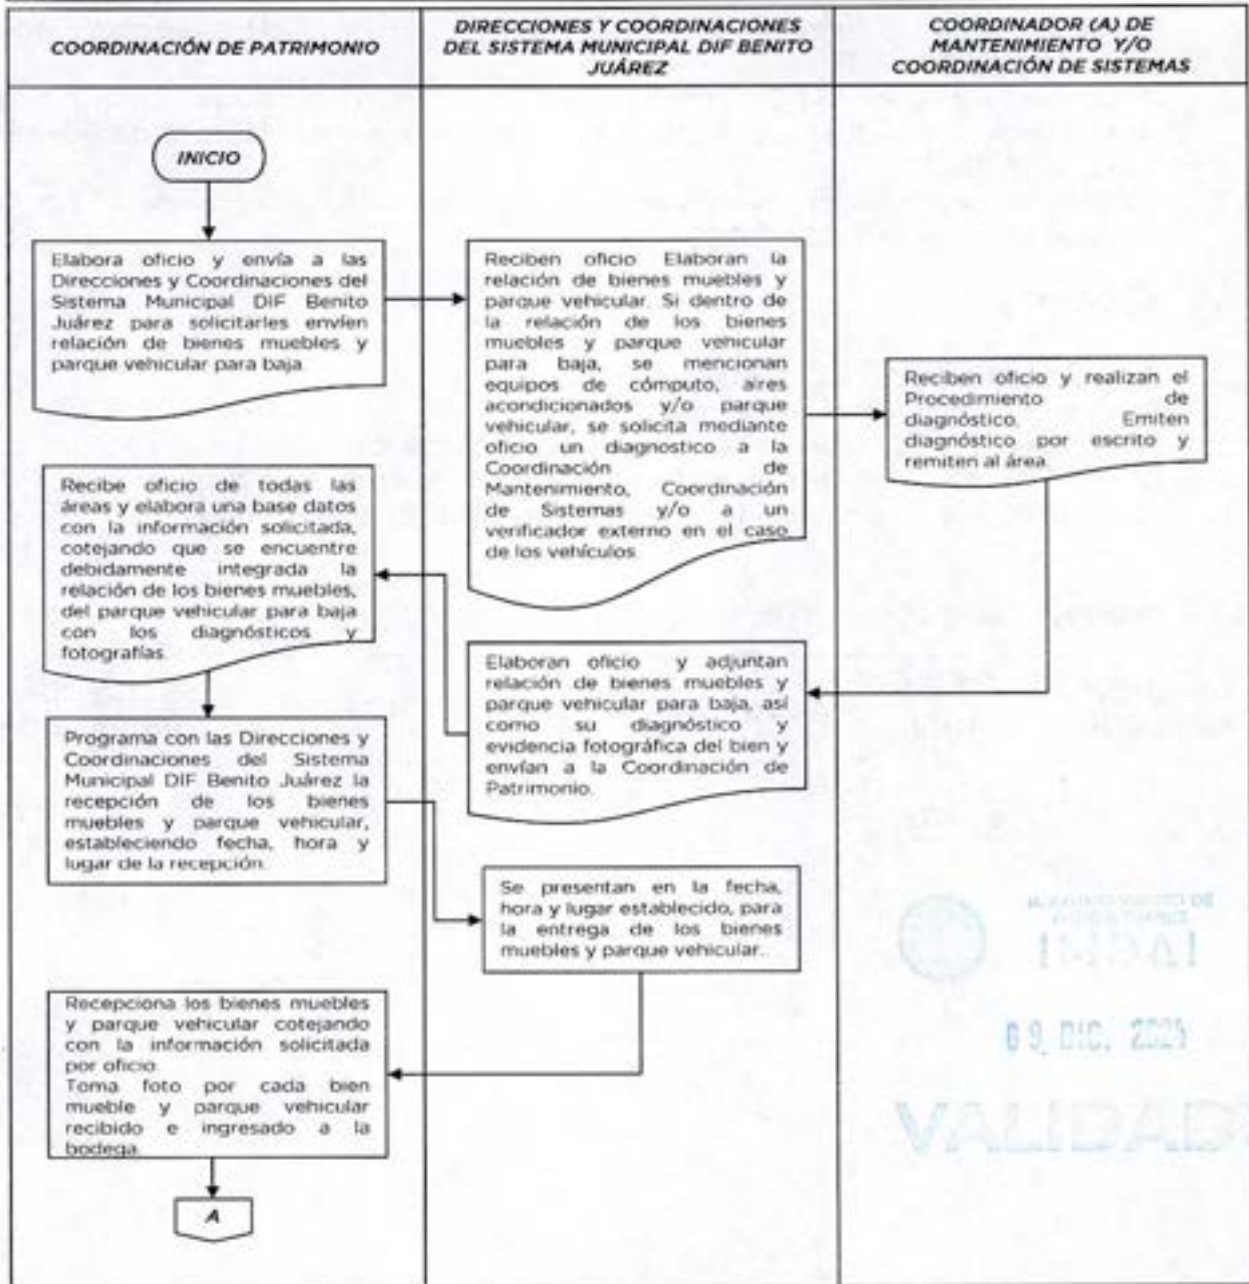 COORDINACIÓN DE PATRIMONIO
DIRECCIONES Y COORDINACIONES
DEL SISTEMA MUNICIPAL DIF BENITO
JUÁREZ
COORDINADOR (A) DE
MANTENIMIENTO Y/O
COORDINACIÓN DE SISTEMAS
INICIO
Elabora oficio y envía a las
Direcciones y Coordinaciones del
Sistema Municipal DIF Benito
Juárez para solicitarles envíen
relación de bienes muebles y
parque vehicular para baja.
Reciben oficio Elaboran la
relación de bienes muebles y
parque vehicular. Si dentro de
la relación de los bienes
muebles y parque vehicular
para baja, se mencionan
equipos de cómputo, aires
acondicionados y/o parque
vehicular, se solicita mediante
oficio un diagnostico a la
Coordinación de
Mantenimiento, Coordinación
de Sistemas y/o a un
verificador externo en el caso
de los vehículos.
Reciben oficio y realizan el
Procedimiento de
diagnóstico. Emiten
diagnóstico por escrito y
remiten al área.
Recibe oficio de todas las
áreas y elabora una base datos
con la información solicitada,
cotejando que se encuentre
debidamente integrada la
relación de los bienes muebles,
del parque vehicular para baja
con los diagnósticos y
fotografías.
Elaboran oficio y adjuntan
relación de bienes muebles y
parque vehicular para baja, así
como su diagnóstico y
evidencia fotográfica del bien y
envían a la Coordinación de
Patrimonio.
Programa con las Direcciones y
Coordinaciones del Sistema
Municipal DIF Benito Juárez la
recepción de los bienes
muebles y parque vehicular,
estableciendo fecha, hora y
lugar de la recepción.
Se presentan en la fecha,
hora y lugar establecido, para
la entrega de los bienes
muebles y parque vehicular.
Recepciona los bienes muebles
y parque vehicular cotejando
con la información solicitada
por oficio.
Toma foto por cada bien
mueble y parque vehicular
recibido e ingresado a la
bodega.
A
DIC.
VALIDAD